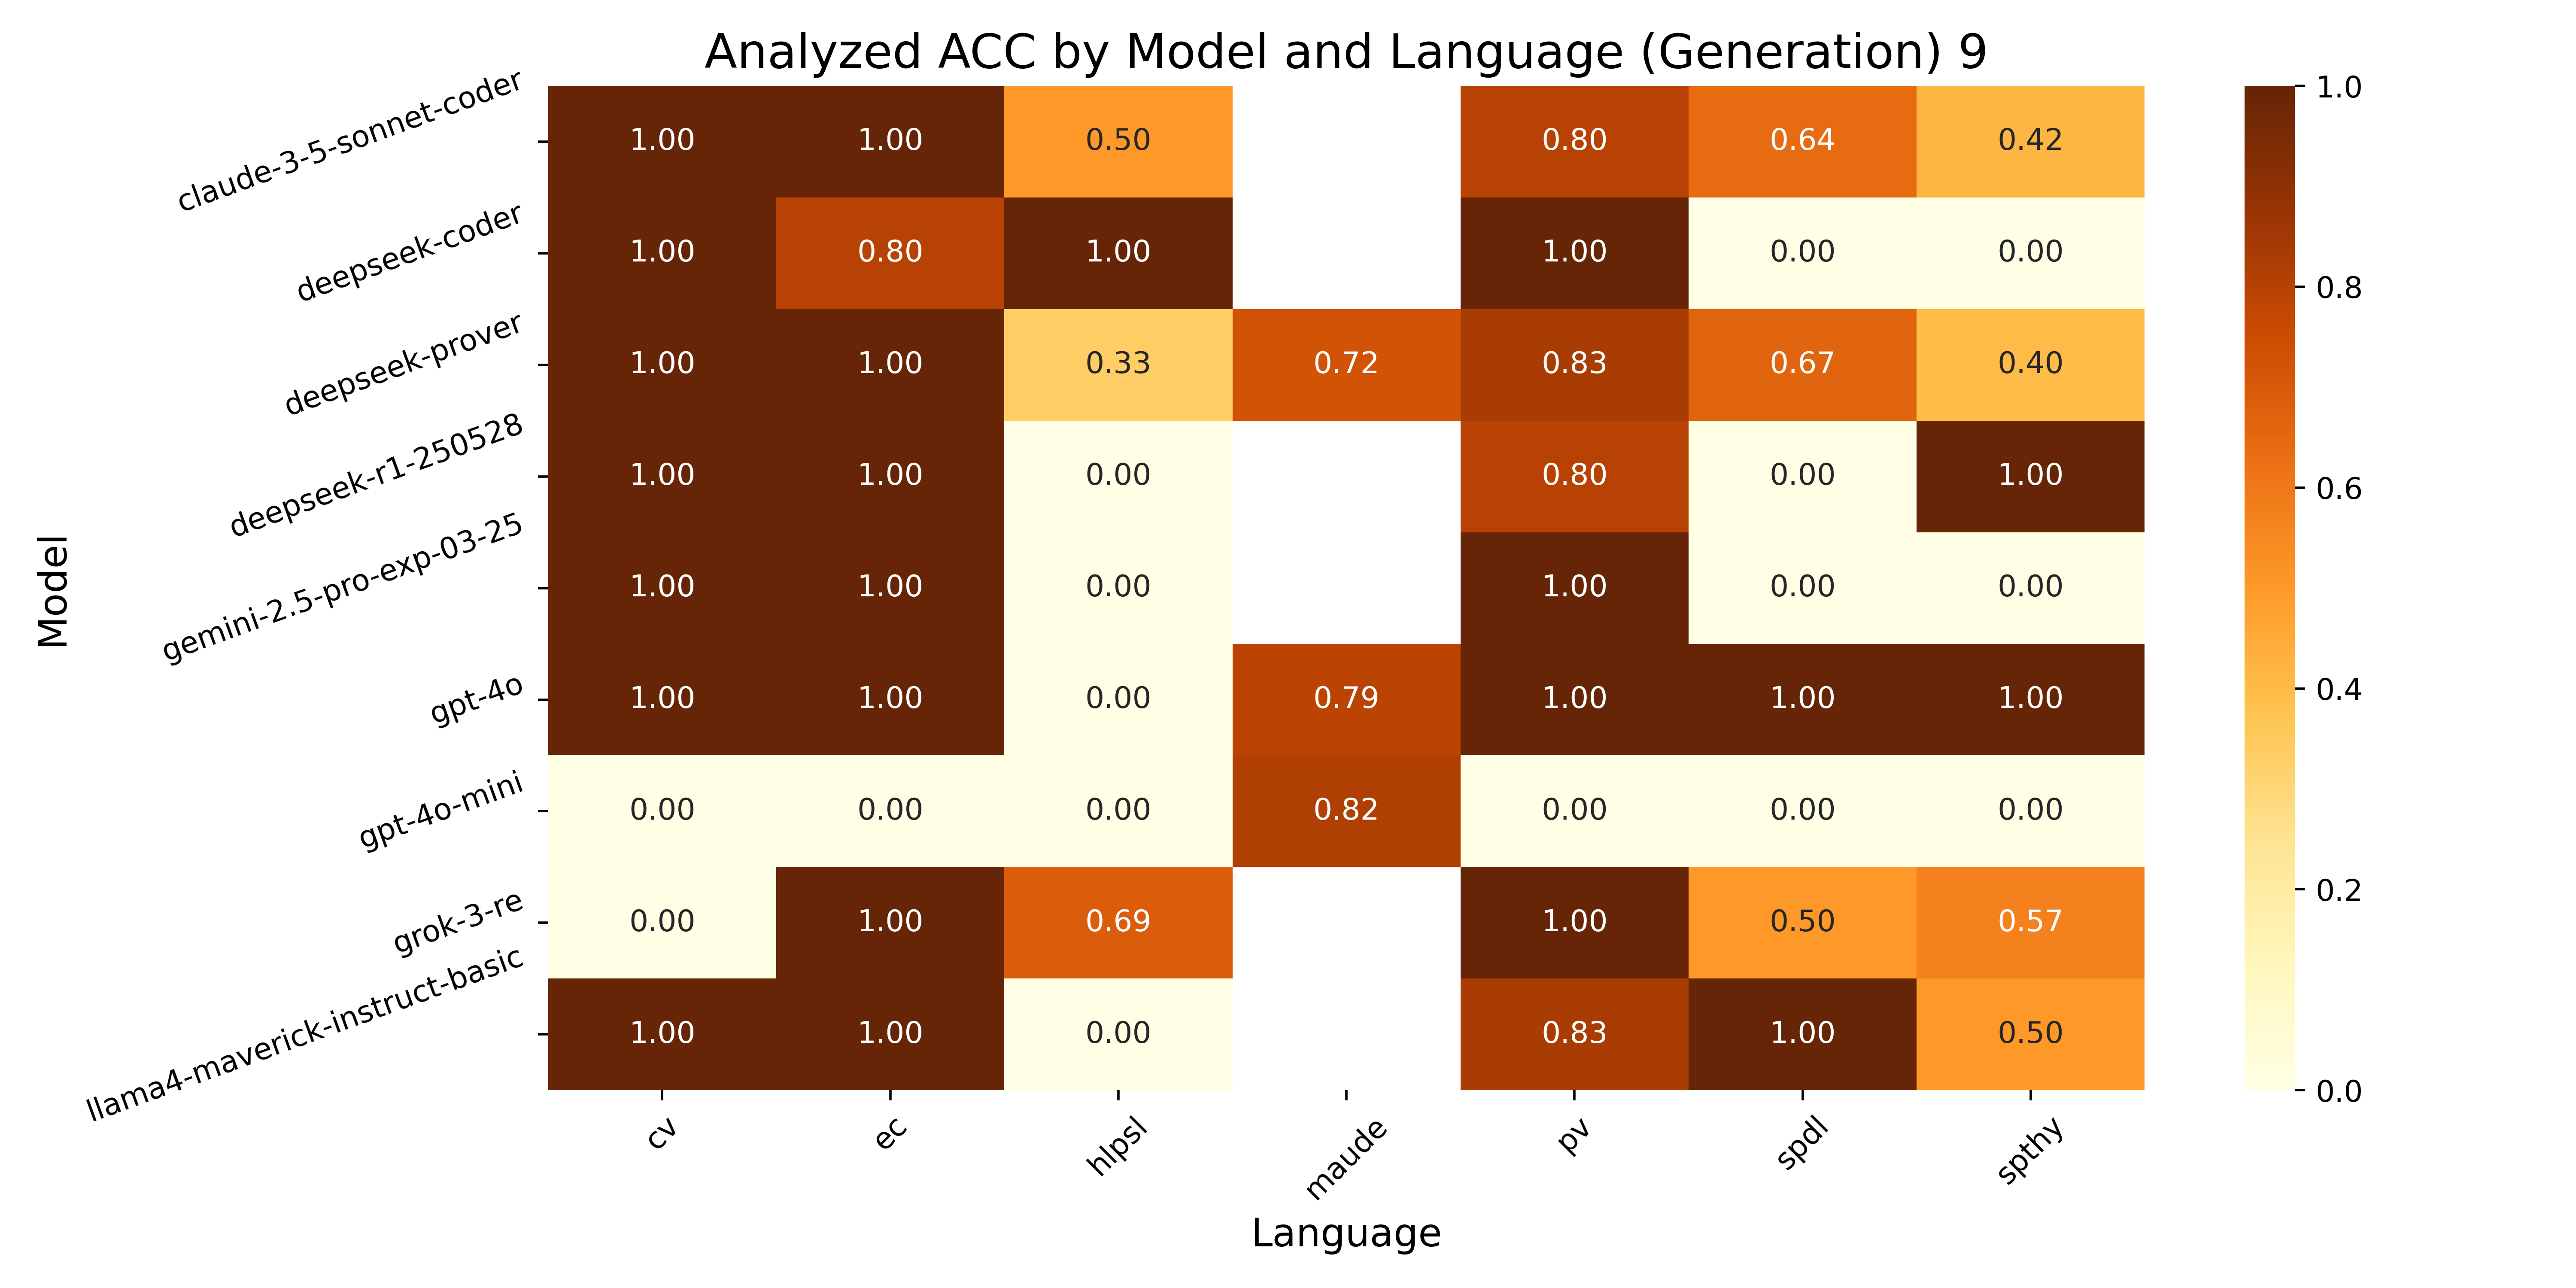 Analyzed ACC by Model and Language (Generation) 9
Model
claude-3-5-sonnet-coder 1.00 1.00 0.50 0.80 0.64 0.42
deepseek-coder 1.00 0.80 1.00 1.00 0.00 0.00
deepseek-prover 1.00 1.00 0.33 0.72 0.83 0.67 0.40
deepseek-r1-250528 1.00 1.00 0.00 0.80 0.00 1.00
gemini-2.5-pro-exp-03-25 1.00 1.00 0.00 1.00 0.00 0.00
gpt-4o 1.00 1.00 0.00 0.79 1.00 1.00 1.00
gpt-4o-mini 0.00 0.00 0.00 0.82 0.00 0.00 0.00
grok-3-re 0.00 1.00 0.69 1.00 0.50 0.57
llama4-maverick-instruct-basic 1.00 1.00 0.00 0.83 1.00 0.50
cv ec hlpsl maude pv spdl spthy
Language
1.0
0.8
0.6
0.4
0.2
0.0